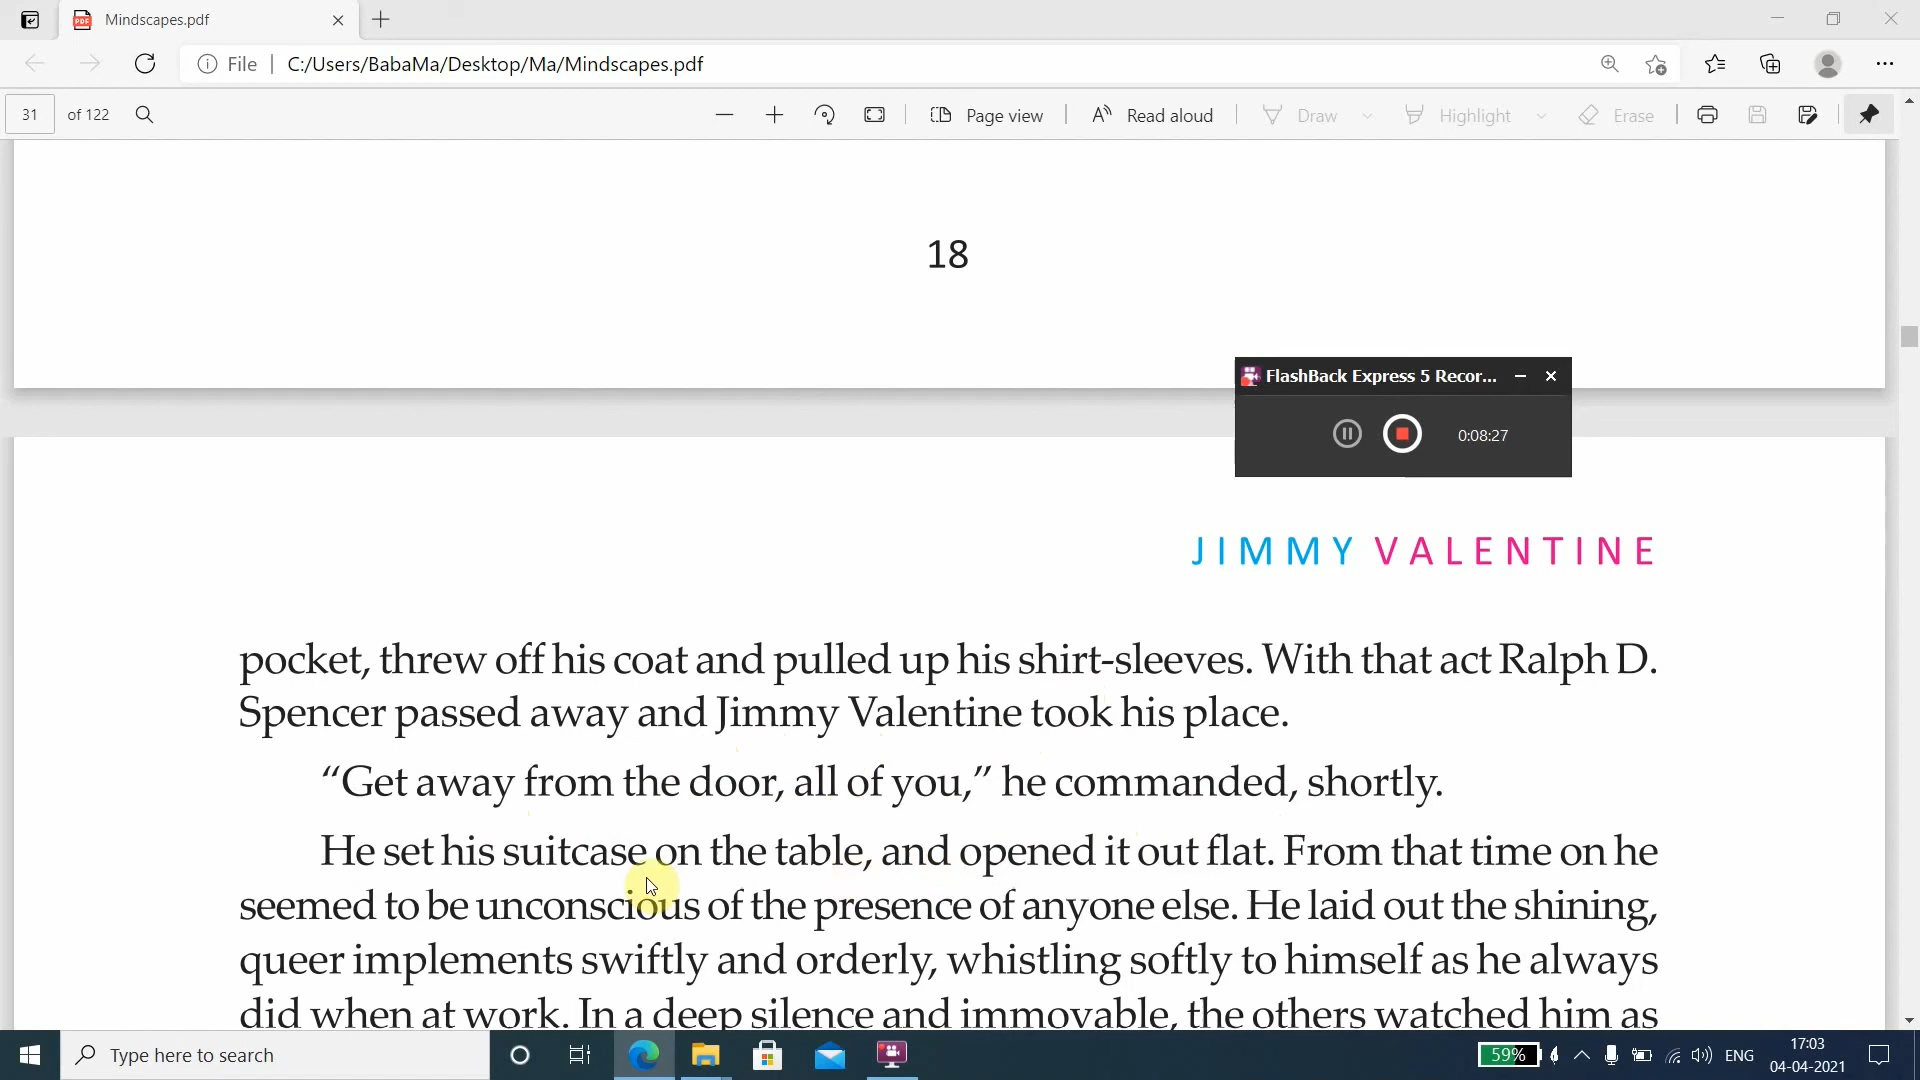 Mindscapes.pdf
File
C:/Users/BabaMa/Desktop/Ma/Mindscapes.pdf
31 of 122
Page view
Read aloud
Draw
Highlight
Erase
18
FlashBack Express 5 Recor...
0:08:27
JIMMY VALENTINE
pocket, threw off his coat and pulled up his shirt-sleeves. With that act Ralph D.
Spencer passed away and Jimmy Valentine took his place.
“Get away from the door, all of you,” he commanded, shortly.
He set his suitcase on the table, and opened it out flat. From that time on he
seemed to be unconscious of the presence of anyone else. He laid out the shining,
queer implements swiftly and orderly, whistling softly to himself as he always
did when at work. In a deep silence and immovable, the others watched him as
Type here to search
59%
ENG
17:03
04-04-2021